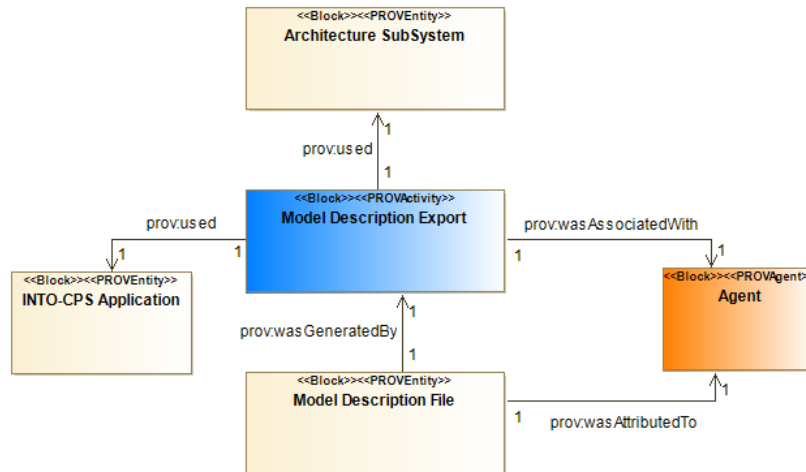 <<Block>><<PROVEntity>>
Architecture SubSystem
1
prov:used
1
<<Block>><<PROVActivity>>
Model Description Export
prov:used
1
1
prov:wasAssociatedWith
1
1
<<Block>><<PROVEntity>>
INTO-CPS Application
<<Block>><<PROVAgent>
Agent
1
prov:wasGeneratedBy
1
<<Block>><<PROVEntity>>
Model Description File
1
prov:wasAttributedTo
1